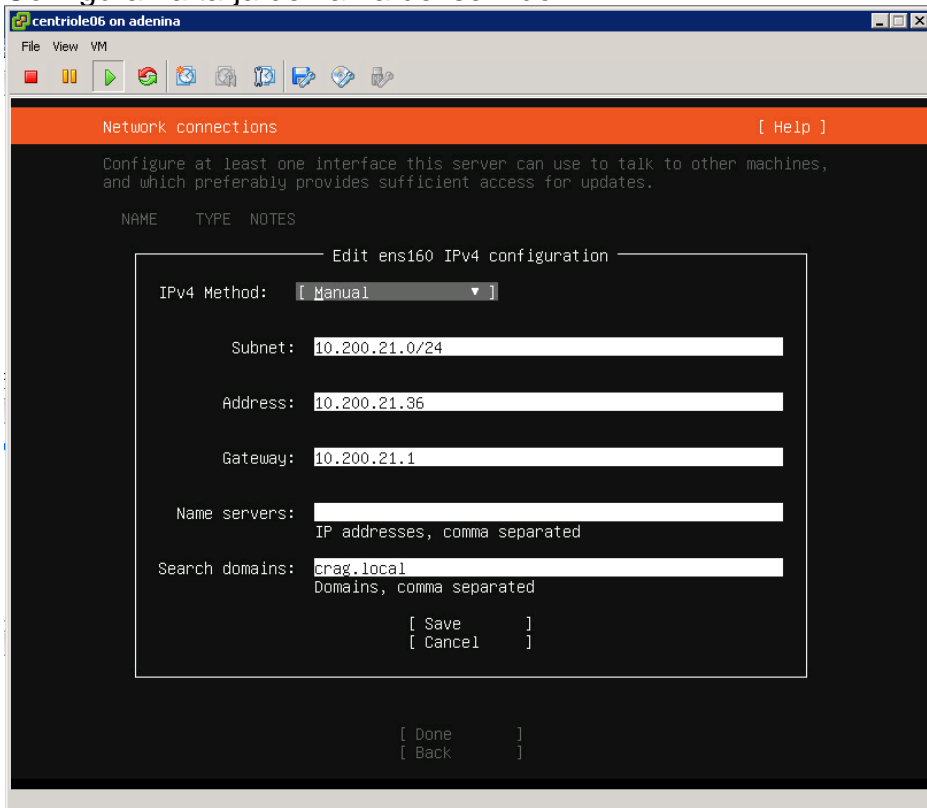 centriole06 on adenina
File View VM
Network connections [ Help ]
Configure at least one interface this server can use to talk to other machines,
and which preferably provides sufficient access for updates.
NAME TYPE NOTES
Edit ens160 IPv4 configuration
IPv4 Method: [ Manual ▼ ]
Subnet: 10.200.21.0/24
Address: 10.200.21.36
Gateway: 10.200.21.1
Name servers:
IP addresses, comma separated
Search domains: crag.local
Domains, comma separated
[ Save ]
[ Cancel ]
[ Done ]
[ Back ]